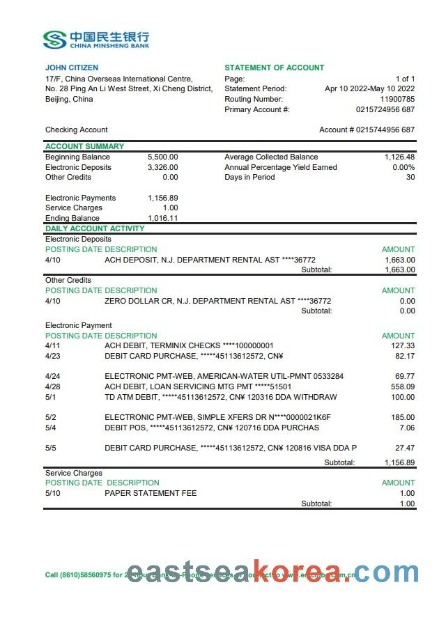 中国民生银行
CHINA MINSHENG BANK
JOHN CITIZEN
17/F, China Overseas International Centre,
No. 28 Ping An Li West Street, Xi Cheng District,
Beijing, China
STATEMENT OF ACCOUNT
Page: 1 of 1
Statement Period: Apr 10 2022-May 10 2022
Routing Number: 11900785
Primary Account #: 0215724956 687
Checking Account Account # 0215744956 687
ACCOUNT SUMMARY
Beginning Balance 5,500.00 Average Collected Balance 1,126.48
Electronic Deposits 3,326.00 Annual Percentage Yield Earned 0.00%
Other Credits 0.00 Days in Period 30
Electronic Payments 1,156.89
Service Charges 1.00
Ending Balance 1,016.11
DAILY ACCOUNT ACTIVITY
Electronic Deposits
POSTING DATE DESCRIPTION AMOUNT
4/10 ACH DEPOSIT, N.J. DEPARTMENT RENTAL AST ****36772 1,663.00
Subtotal: 1,663.00
Other Credits
POSTING DATE DESCRIPTION AMOUNT
4/10 ZERO DOLLAR CR, N.J. DEPARTMENT RENTAL AST ****36772 0.00
Subtotal: 0.00
Electronic Payment
POSTING DATE DESCRIPTION AMOUNT
4/11 ACH DEBIT, TERMINIX CHECKS ****100000001 127.33
4/23 DEBIT CARD PURCHASE, *****45113612572, CN¥ 82.17
4/24 ELECTRONIC PMT-WEB, AMERICAN-WATER UTIL-PMNT 0533284 69.77
4/28 ACH DEBIT, LOAN SERVICING MTG PMT *****51501 558.09
5/1 TD ATM DEBIT, *****45113612572, CN¥ 120316 DDA WITHDRAW 100.00
5/2 ELECTRONIC PMT-WEB, SIMPLE XFERS DR N****0000021K6F 185.00
5/4 DEBIT POS, *****45113612572, CN¥ 120716 DDA PURCHAS 7.06
5/5 DEBIT CARD PURCHASE, *****45113612572, CN¥ 120816 VISA DDA P 27.47
Subtotal: 1,156.89
Service Charges
POSTING DATE DESCRIPTION AMOUNT
5/10 PAPER STATEMENT FEE 1.00
Subtotal: 1.00
Call (8610)58560975 for
eastseakorea.com